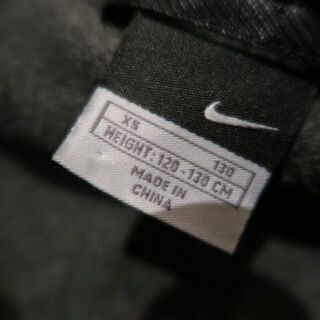 XS 130
HEIGHT: 120 - 130 CM
MADE IN
CHINA